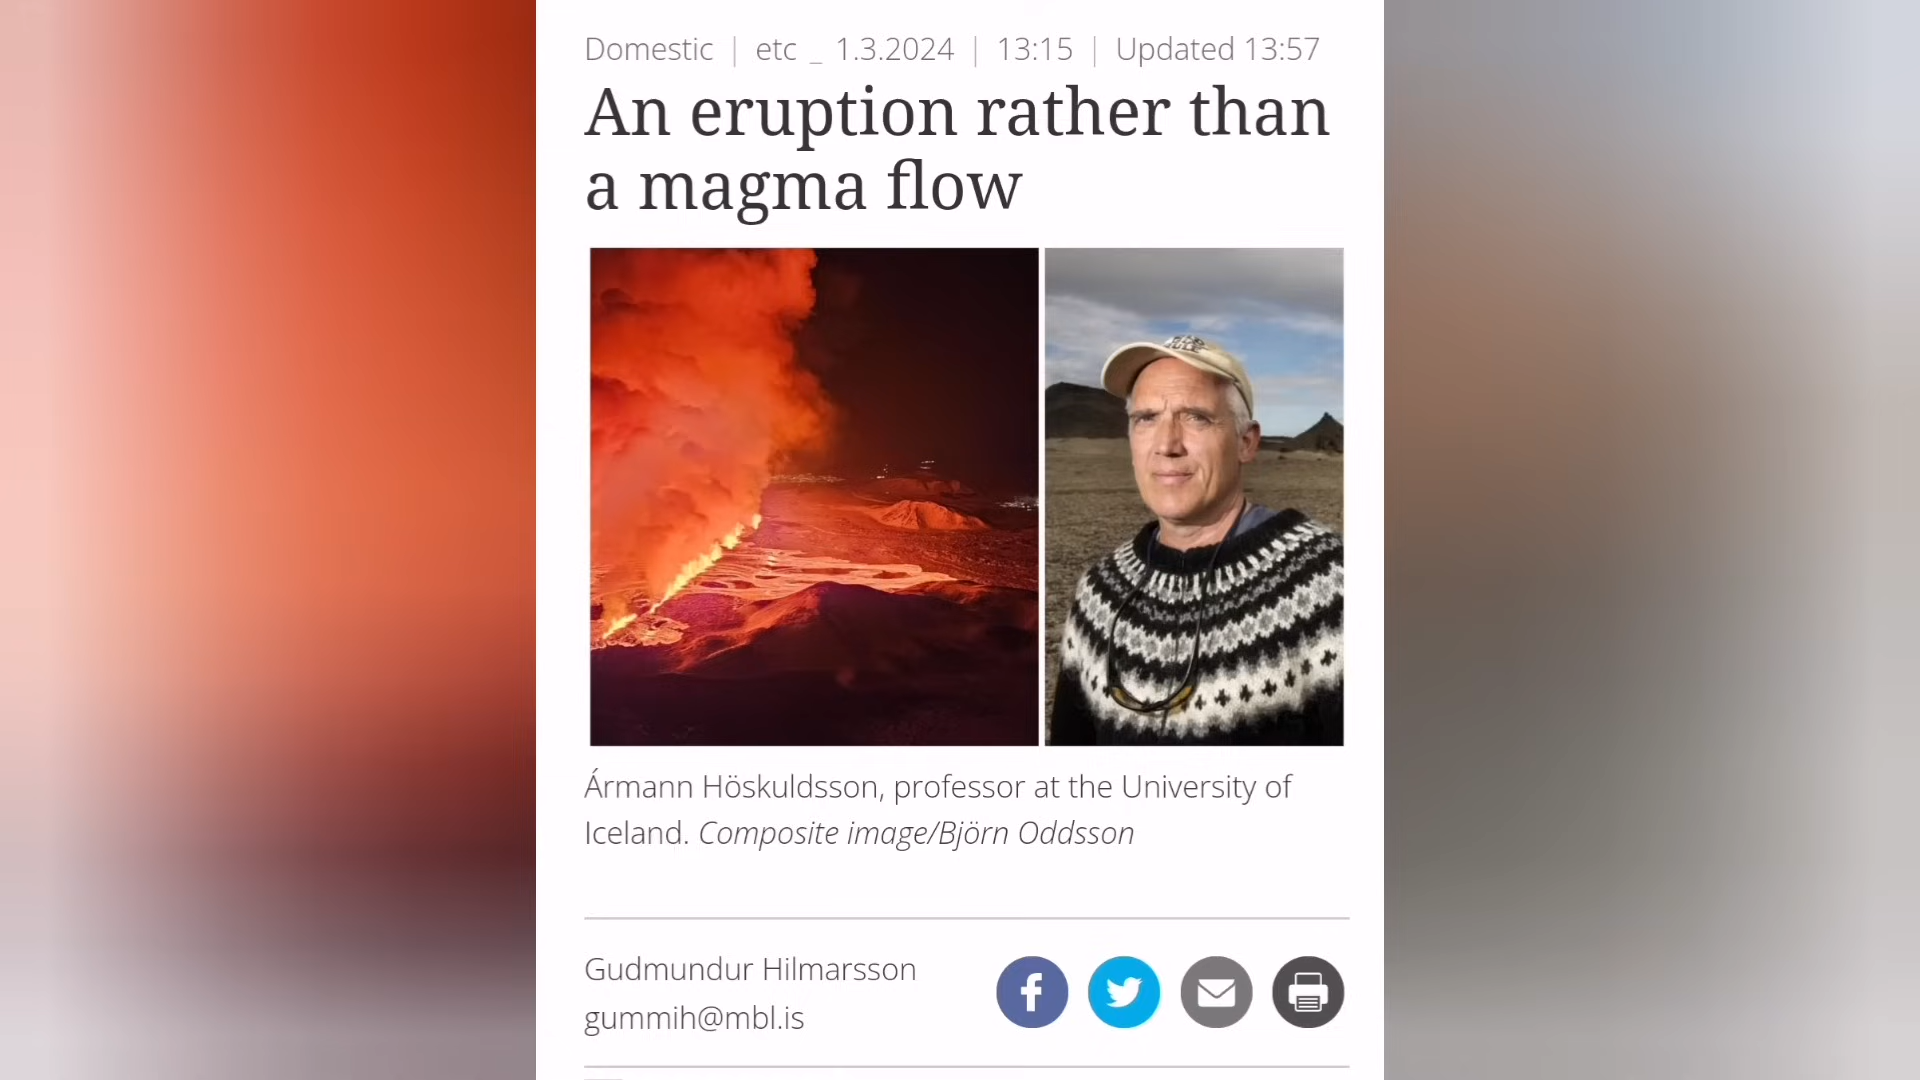 Domestic | etc _ 1.3.2024 | 13:15 | Updated 13:57
An eruption rather than
a magma flow
Ármann Höskuldsson, professor at the University of
Iceland. Composite image/Björn Oddsson
Gudmundur Hilmarsson
gummih@mbl.is